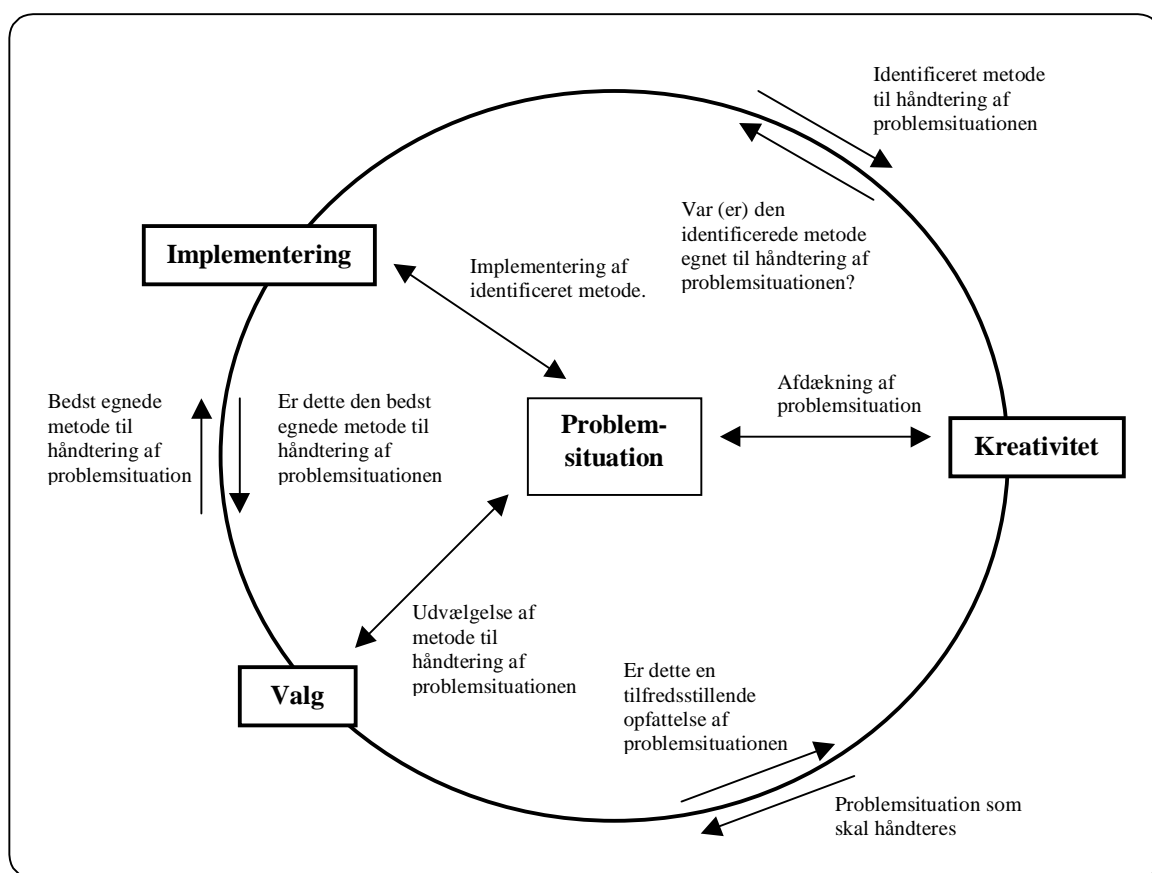 Identificeret metode
til håndtering af
problemsituationen
Var (er) den
identificerede metode
egnet til håndtering af
problemsituationen?
Implementering
Implementering af
identificeret metode.
Afdækning af
problemsituation
Bedst egnede
metode til
håndtering af
problemsituation
Er dette den bedst
egnede metode til
håndtering af
problemsituationen
Problem-
situation
Kreativitet
Udvælgelse af
metode til
håndtering af
problemsituationen
Valg
Er dette en
tilfredsstillende
opfattelse af
problemsituationen
Problemsituation som
skal håndteres